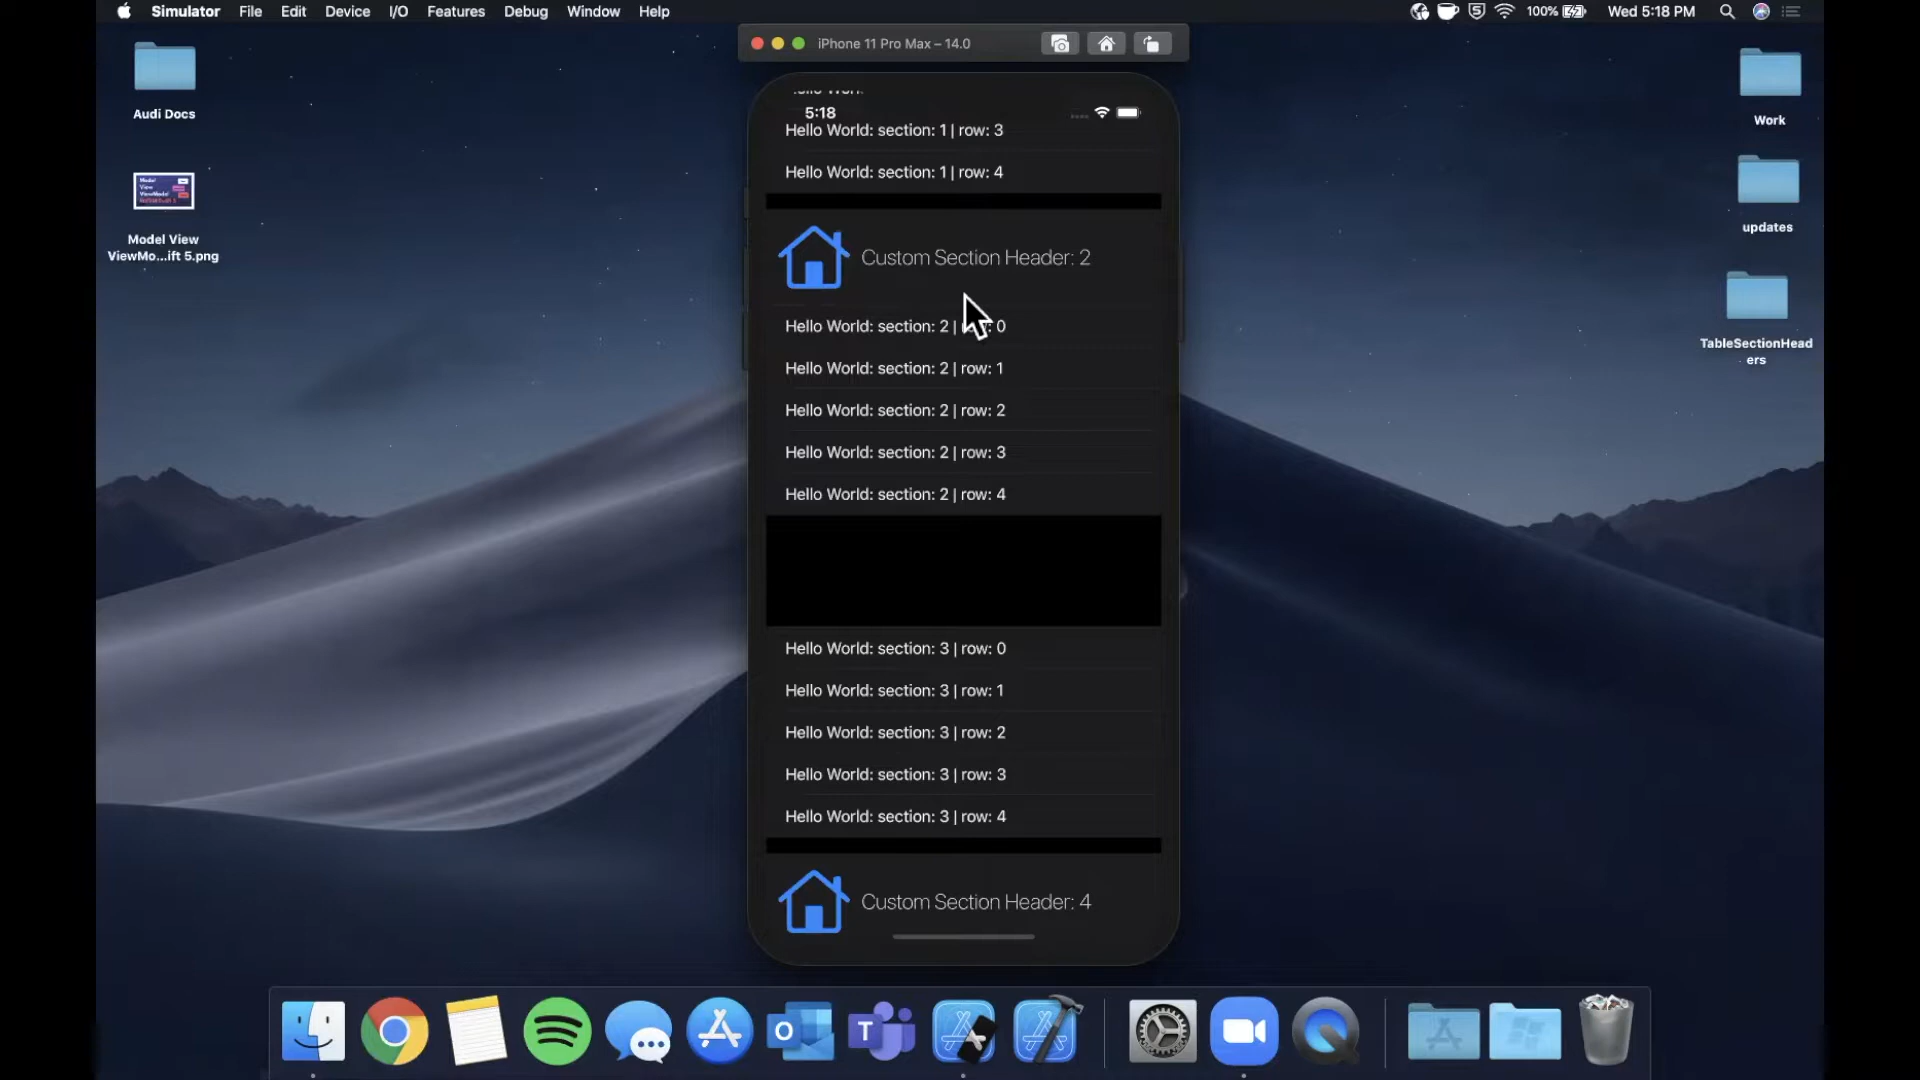 Simulator File Edit Device I/O Features Debug Window Help
5 100% Wed 5:18 PM
iPhone 11 Pro Max – 14.0
Audi Docs
Model
View
ViewModel
Model View
ViewMo...ift 5.png
Work
updates
TableSectionHead
ers
5:18
Hello World: section: 1 | row: 3
Hello World: section: 1 | row: 4
Custom Section Header: 2
Hello World: section: 2 | row: 0
Hello World: section: 2 | row: 1
Hello World: section: 2 | row: 2
Hello World: section: 2 | row: 3
Hello World: section: 2 | row: 4
Hello World: section: 3 | row: 0
Hello World: section: 3 | row: 1
Hello World: section: 3 | row: 2
Hello World: section: 3 | row: 3
Hello World: section: 3 | row: 4
Custom Section Header: 4